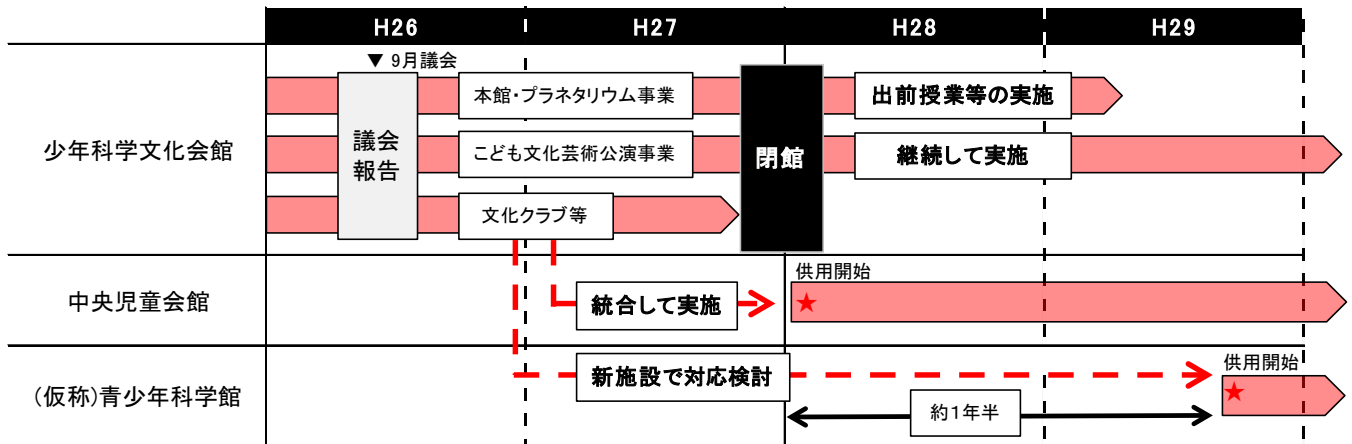 H26 H27 H28 H29
▼ 9月議会
少年科学文化会館
議会
報告
本館・プラネタリウム事業
こども文化芸術公演事業
文化クラブ等
閉館
出前授業等の実施
継続して実施
中央児童会館
統合して実施
供用開始
★
(仮称)青少年科学館
新施設で対応検討
約1年半
供用開始
★